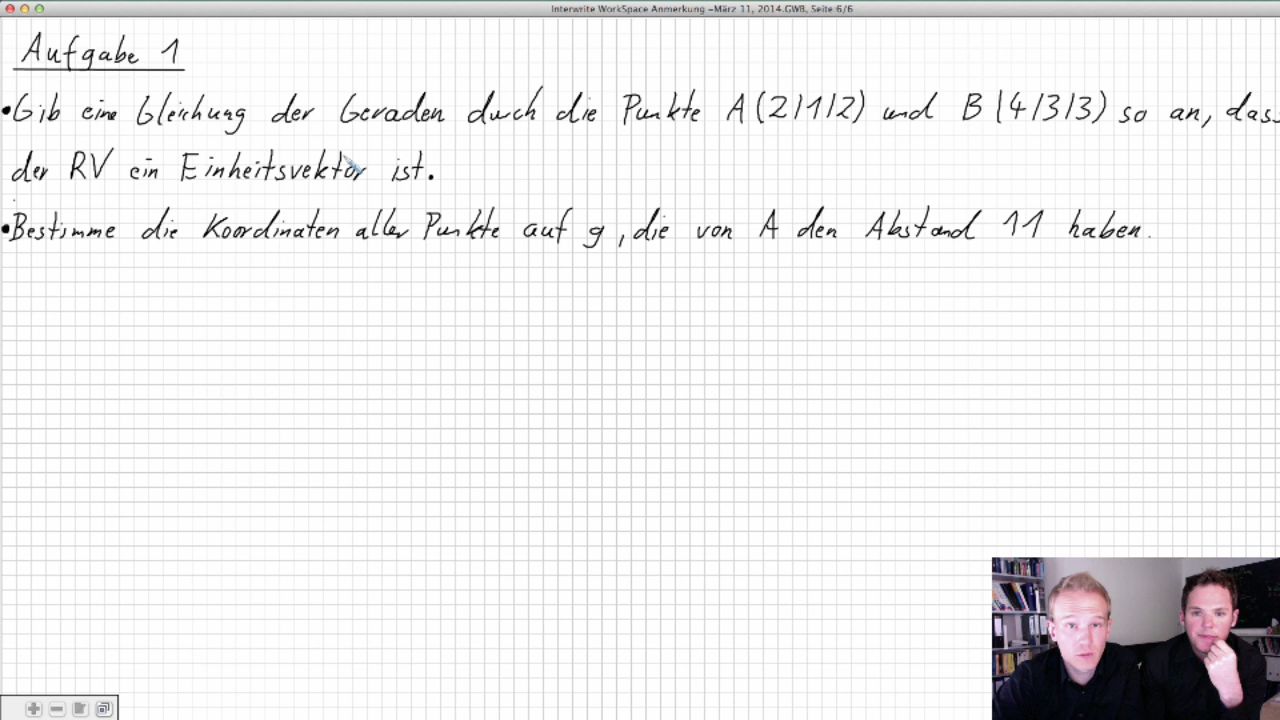 Interwrite WorkSpace Anmerkung –März 11, 2014.GWB, Seite 6/6
Aufgabe 1
•Gib eine Gleichung der Geraden durch die Punkte A(2|1|2) und B(4|3|3) so an, dass
der RV ein Einheitsvektor ist.
•Bestimme die Koordinaten aller Punkte auf g, die von A den Abstand 11 haben.